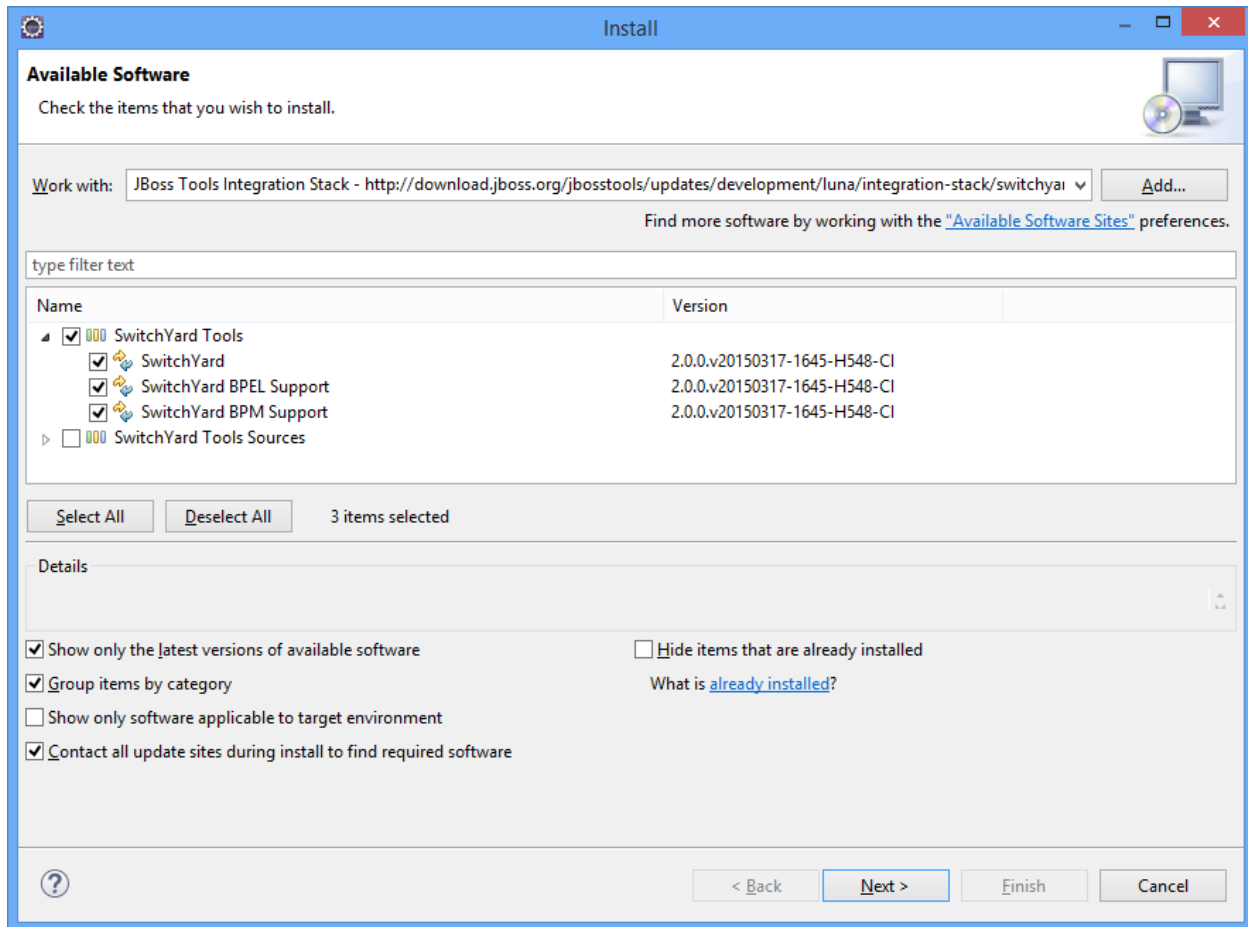 Install
Available Software
Check the items that you wish to install.
Work with: JBoss Tools Integration Stack - http://download.jboss.org/jbosstools/updates/development/luna/integration-stack/switchyar Add...
Find more software by working with the "Available Software Sites" preferences.
type filter text
Name Version
SwitchYard Tools
SwitchYard 2.0.0.v20150317-1645-H548-CI
SwitchYard BPEL Support 2.0.0.v20150317-1645-H548-CI
SwitchYard BPM Support 2.0.0.v20150317-1645-H548-CI
SwitchYard Tools Sources
Select All Deselect All 3 items selected
Details
Show only the latest versions of available software Hide items that are already installed
Group items by category What is already installed?
Show only software applicable to target environment
Contact all update sites during install to find required software
? < Back Next > Finish Cancel